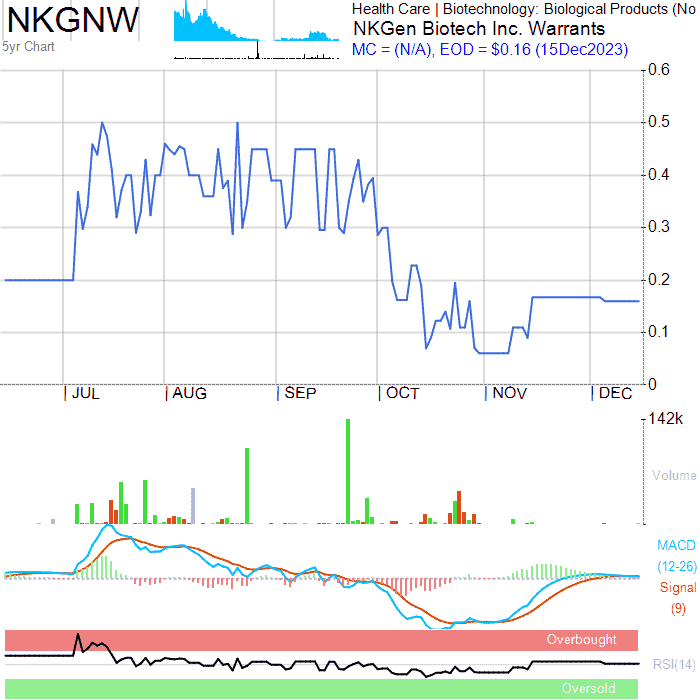 NKGNW
5yr Chart
Health Care | Biotechnology: Biological Products (No
NKGen Biotech Inc. Warrants
MC = (N/A), EOD = $0.16 (15Dec2023)
0.6
0.5
0.4
0.3
0.2
0.1
0
| JUL | AUG | SEP | OCT | NOV | DEC
142k
Volume
MACD
(12-26)
Signal
(9)
Overbought
RSI(14)
Oversold